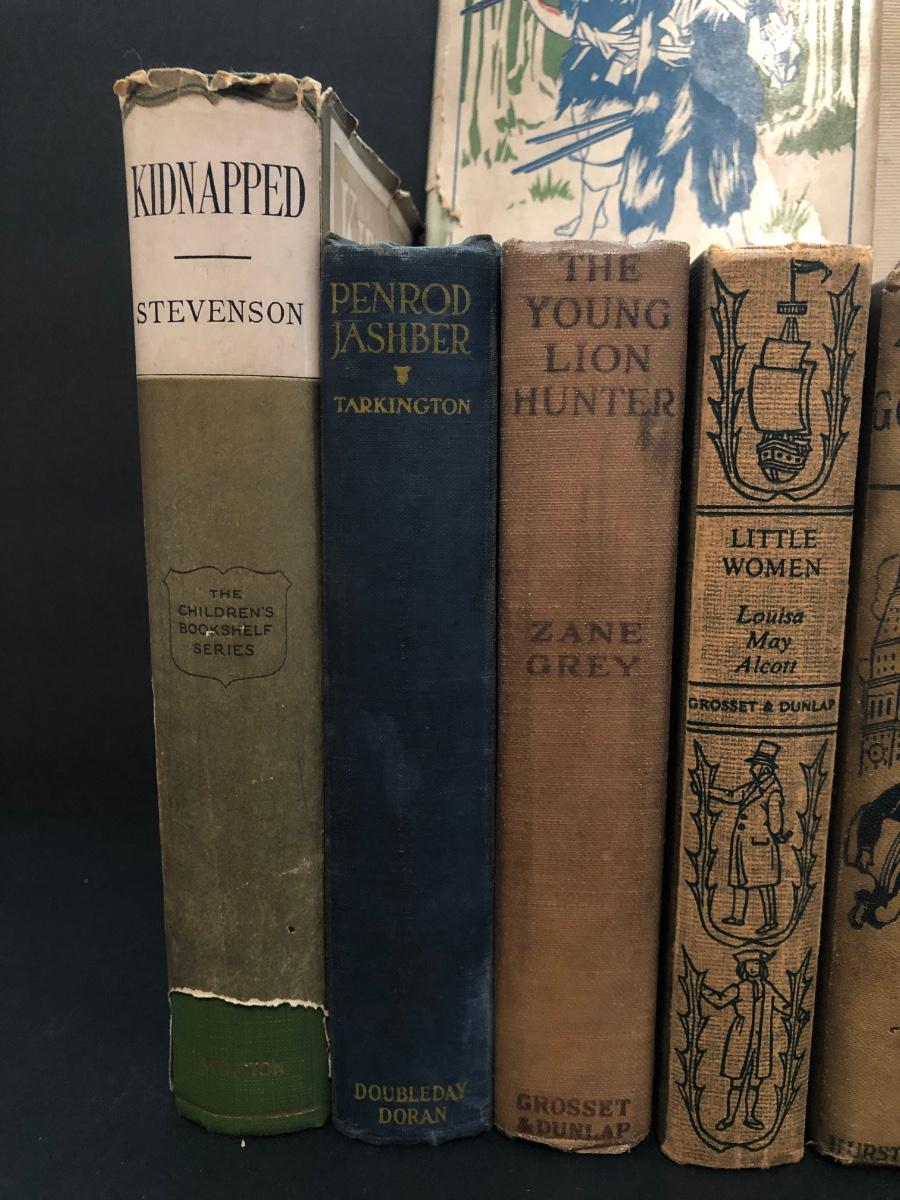 KIDNAPPED
STEVENSON
THE
CHILDREN'S
BOOKSHELF
SERIES
PENROD
JASHBER
TARKINGTON
DOUBLEDAY
DORAN
THE
YOUNG
LION
HUNTER
ZANE
GREY
GROSSET
& DUNLAP
LITTLE
WOMEN
Louisa
May
Alcott
GROSSET & DUNLAP
HURST